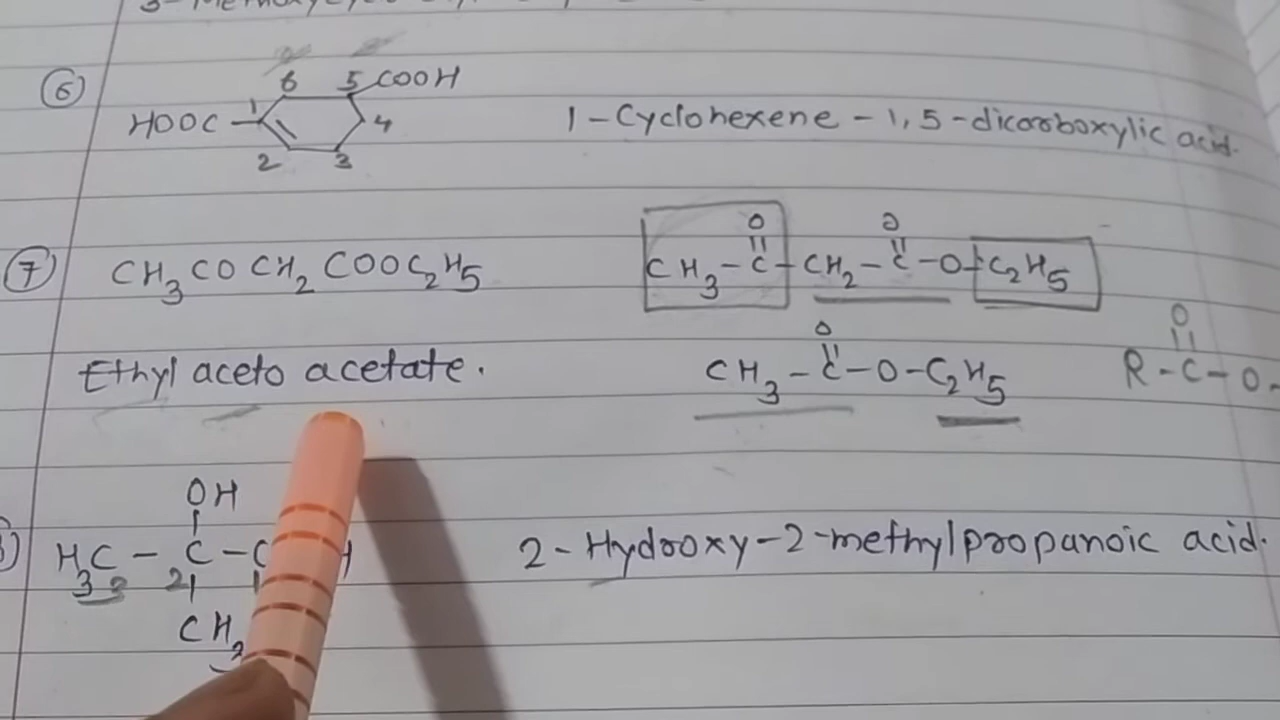 6
6 5 COOH
HOOC 1 4 1-Cyclohexene-1,5-dicarboxylic acid.
2 3
7
O O
CH3COCH2COOC2H5 CH3-C-CH2-C-O-C2H5
O O
Ethyl aceto acetate. CH3-C-O-C2H5 R-C-O-
OH
H3C-C-C H 2-Hydroxy-2-methylpropanoic acid.
3 2
CH3